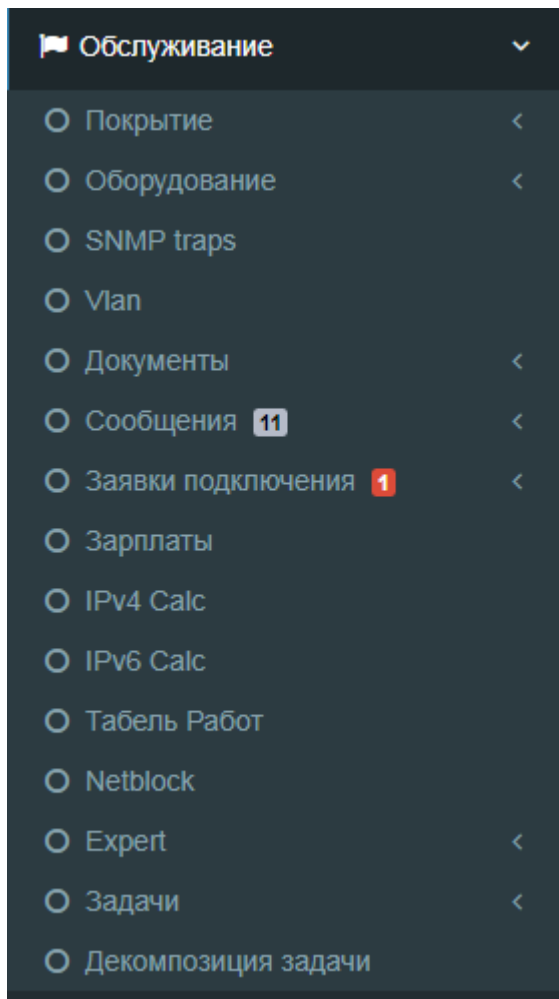 Обслуживание
Покрытие
Оборудование
SNMP traps
Vlan
Документы
Сообщения 11
Заявки подключения 1
Зарплаты
IPv4 Calc
IPv6 Calc
Табель Работ
Netblock
Expert
Задачи
Декомпозиция задачи